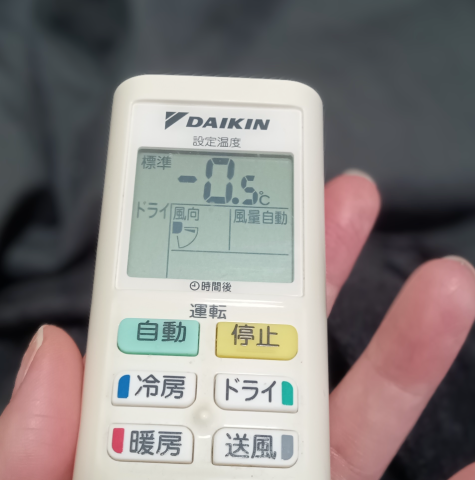 DAIKIN
設定温度
標準 -0.5℃
ドライ 風向 風量自動
時間後
運転
自動 停止
冷房 ドライ
暖房 送風